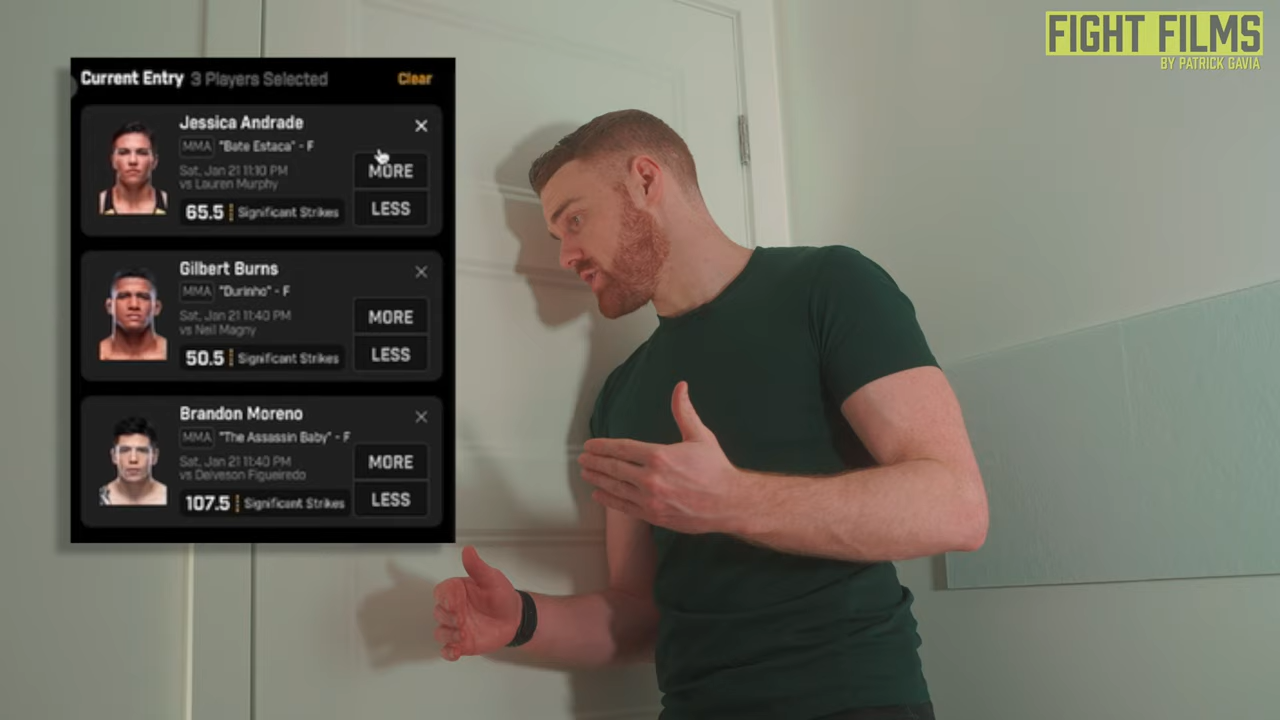 FIGHT FILMS
BY PATRICK GAVIA
Current Entry 3 Players Selected Clear
Jessica Andrade
MMA "Bate Estaca" - F
Sat, Jan 21 11:10 PM
vs Lauren Murphy
65.5 Significant Strikes
MORE
LESS
Gilbert Burns
MMA "Durinho" - F
Sat, Jan 21 11:40 PM
vs Neil Magny
50.5 Significant Strikes
MORE
LESS
Brandon Moreno
MMA "The Assassin Baby" - F
Sat, Jan 21 11:40 PM
vs Deiveson Figueiredo
107.5 Significant Strikes
MORE
LESS